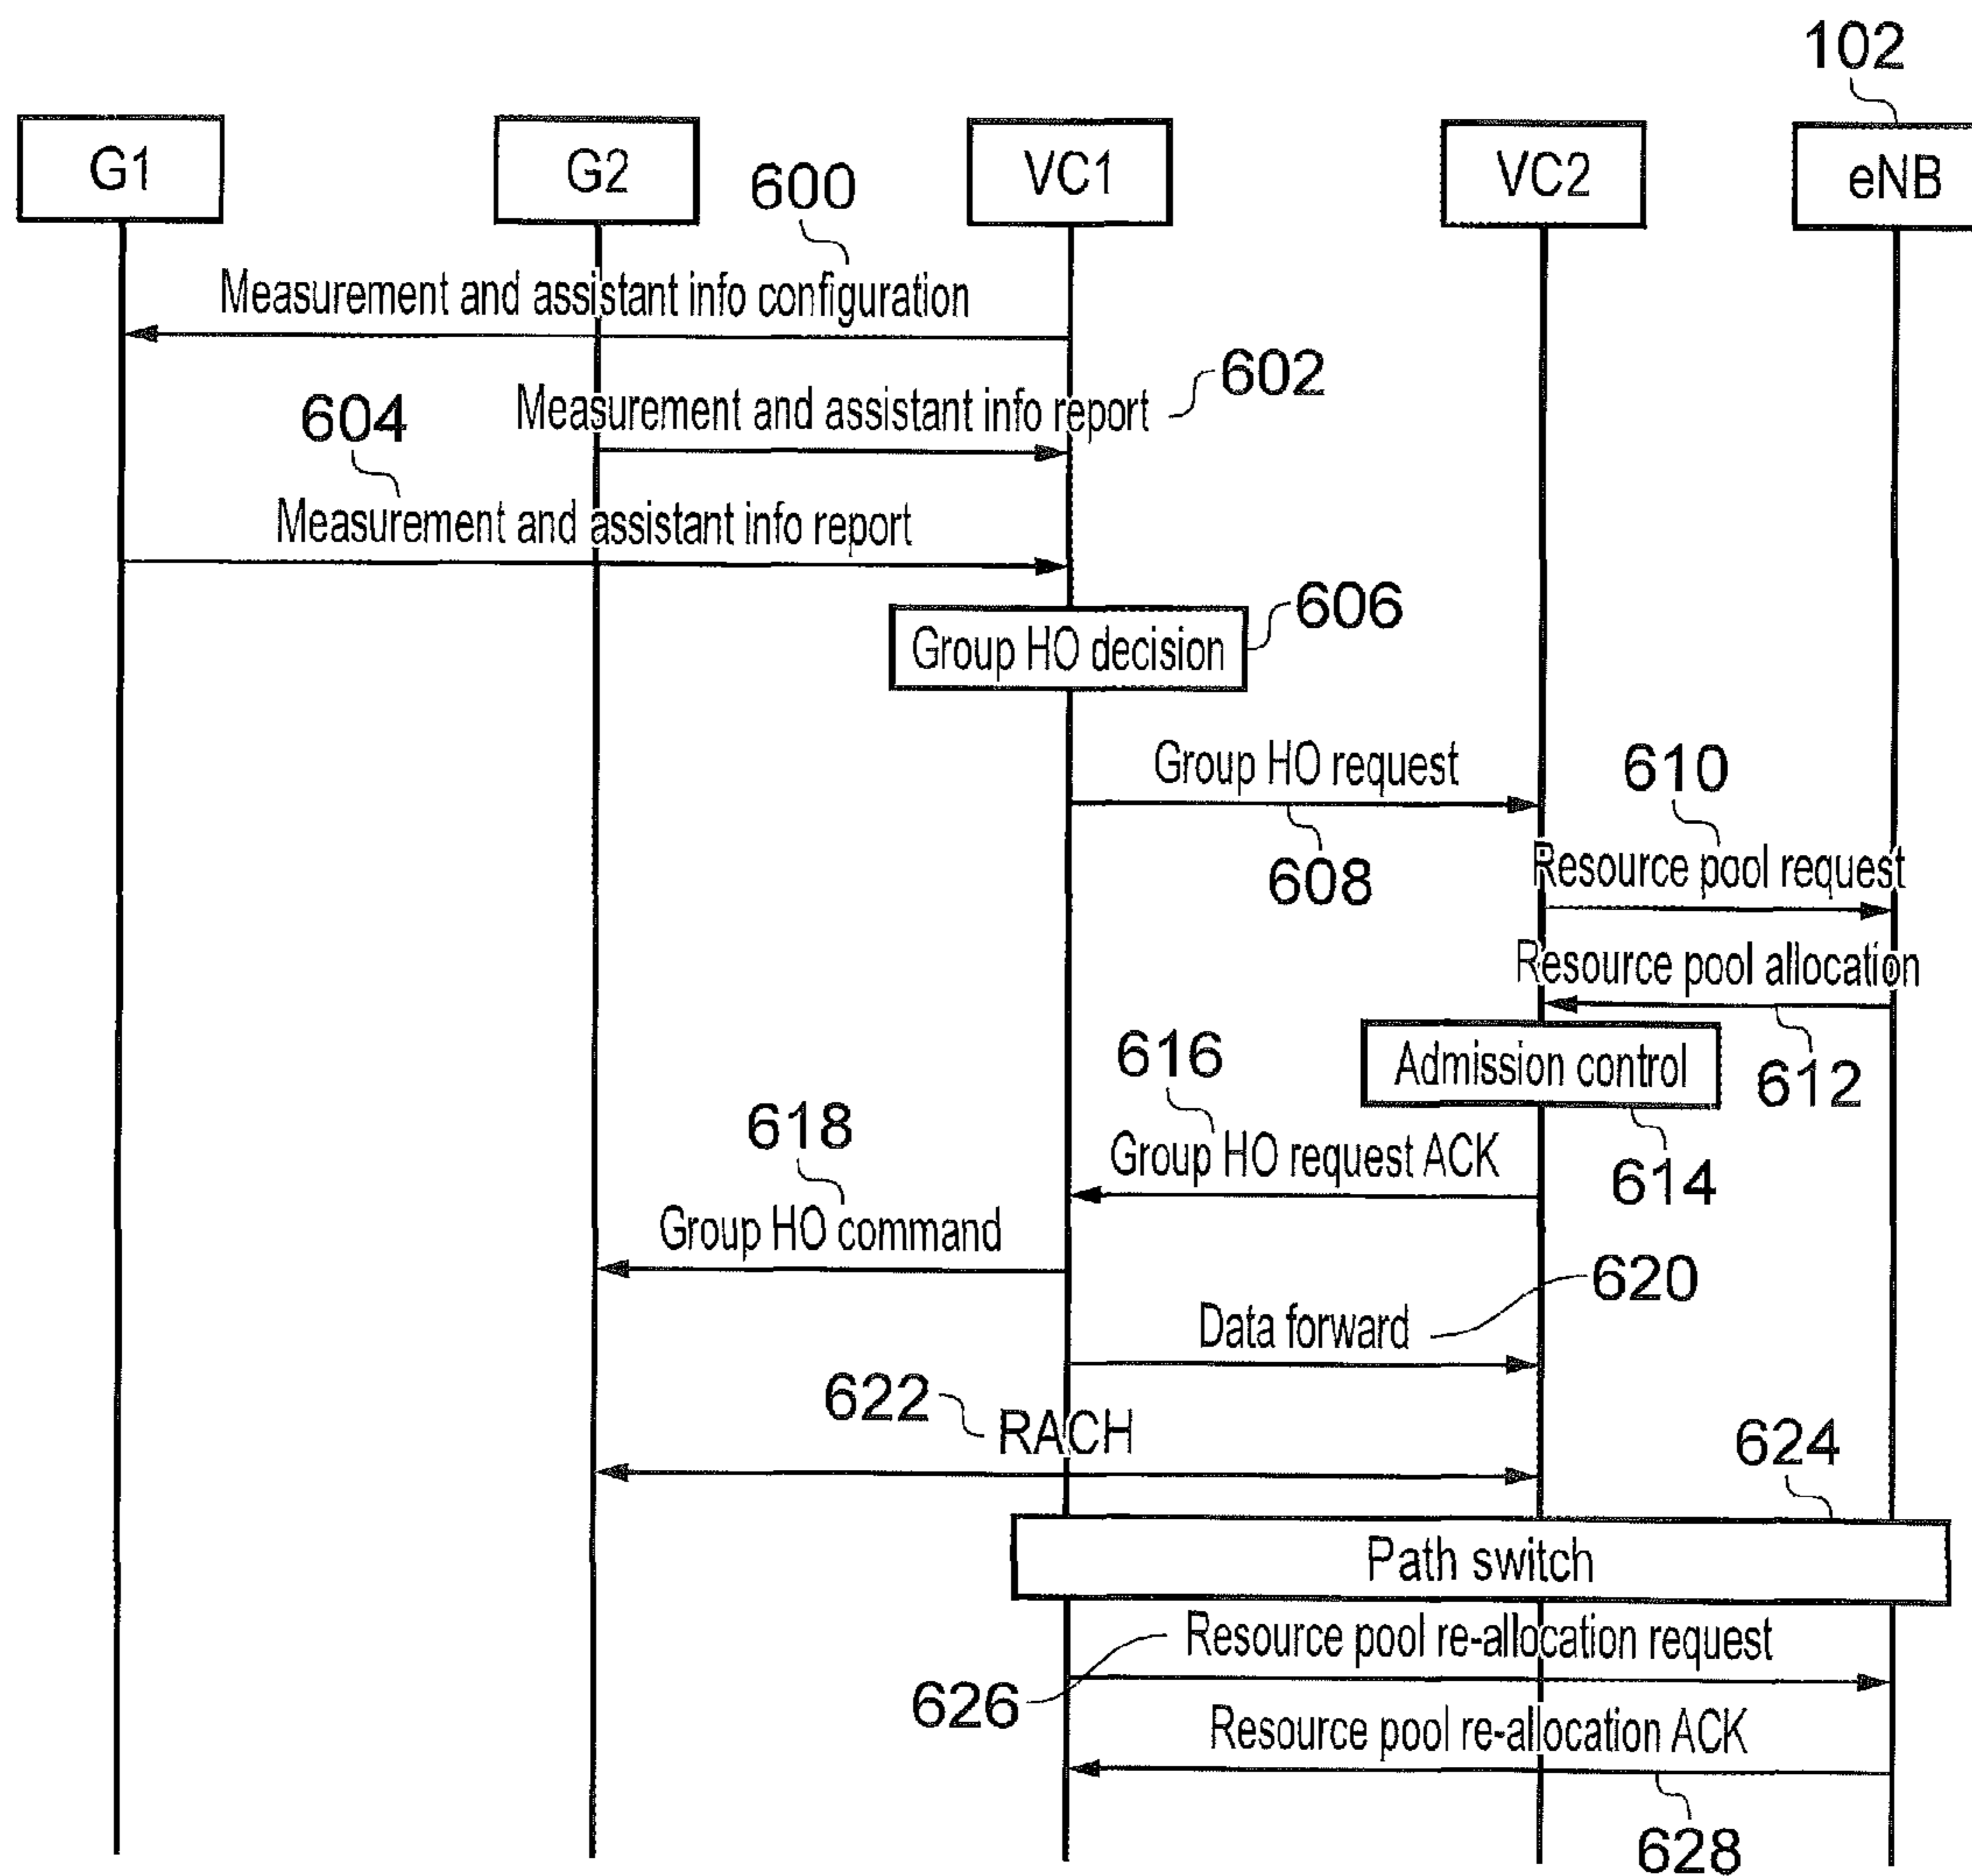 102
G1
G2
VC1
VC2
eNB
600
Measurement and assistant info configuration
602
Measurement and assistant info report
604
Measurement and assistant info report
606
Group HO decision
Group HO request
608
610
Resource pool request
Resource pool allocation
612
Admission control
614
616
Group HO request ACK
618
Group HO command
620
Data forward
622
RACH
624
Path switch
Resource pool re-allocation request
626
Resource pool re-allocation ACK
628